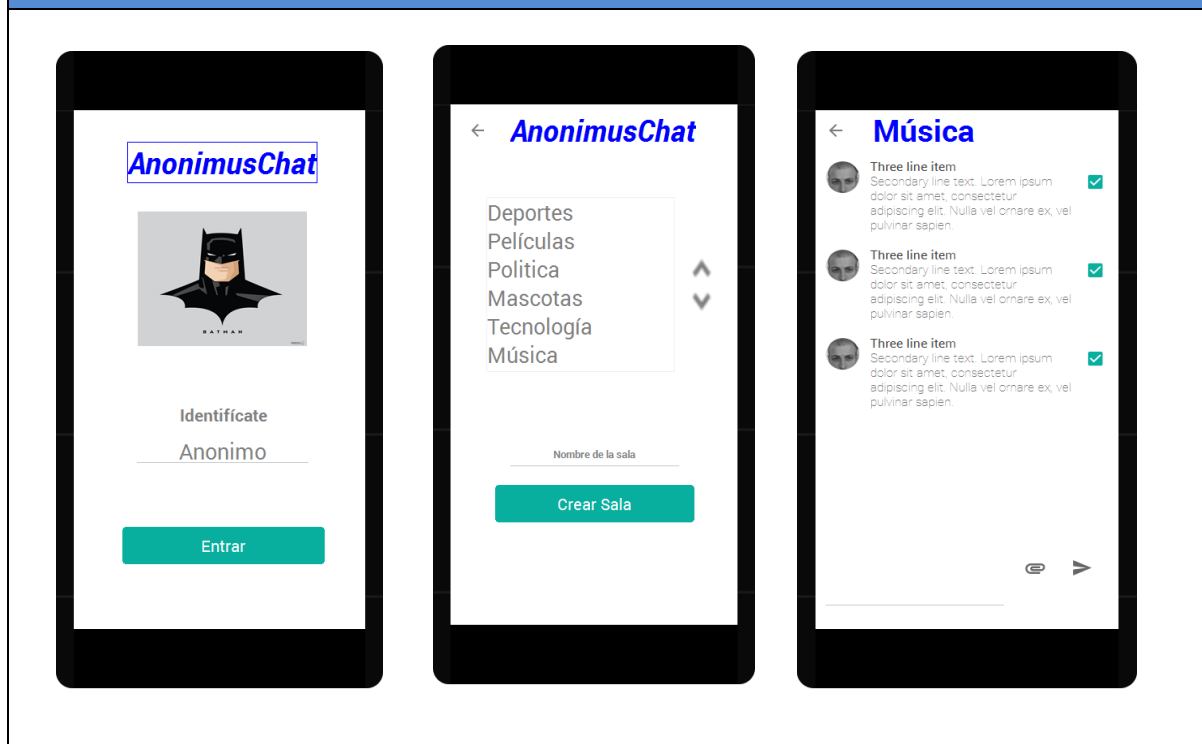 AnonimusChat
BATMAN
Identifícate
Anonimo
Entrar
AnonimusChat
Deportes
Películas
Politica
Mascotas
Tecnología
Música
Nombre de la sala
Crear Sala
Música
Three line item
Secondary line text. Lorem ipsum
dolor sit amet, consectetur
adipiscing elit. Nulla vel ornare ex, vel
pulvinar sapien.
Three line item
Secondary line text. Lorem ipsum
dolor sit amet, consectetur
adipiscing elit. Nulla vel ornare ex, vel
pulvinar sapien.
Three line item
Secondary line text. Lorem ipsum
dolor sit amet, consectetur
adipiscing elit. Nulla vel ornare ex, vel
pulvinar sapien.